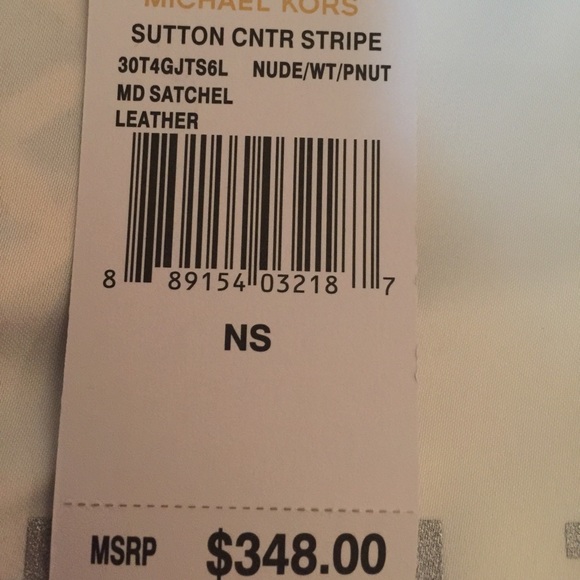 MICHAEL KORS
SUTTON CNTR STRIPE
30T4GJTS6L NUDE/WT/PNUT
MD SATCHEL
LEATHER
8 89154 03218 7
NS
MSRP $348.00